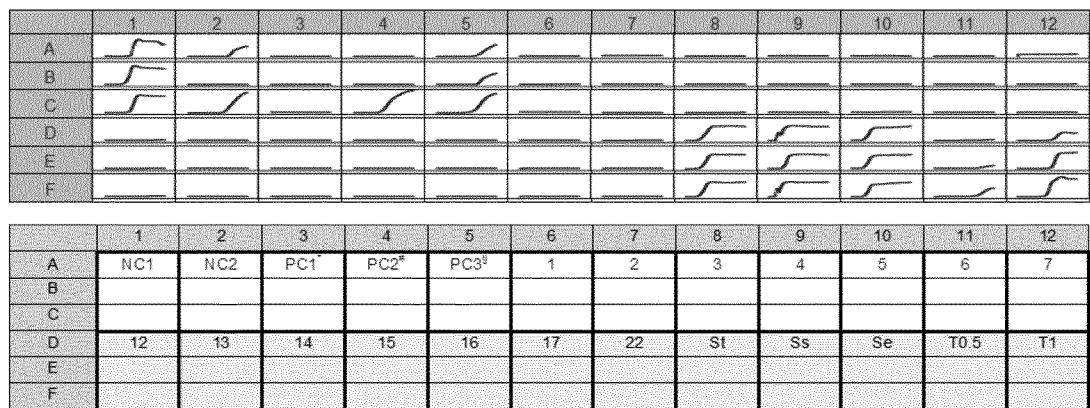 1 2 3 4 5 6 7 8 9 10 11 12
A
B
C
D
E
F
1 2 3 4 5 6 7 8 9 10 11 12
A NC1 NC2 PC1* PC2# PC3§ 1 2 3 4 5 6 7
B
C
D 12 13 14 15 16 17 22 St Ss Se T0.5 T1
E
F